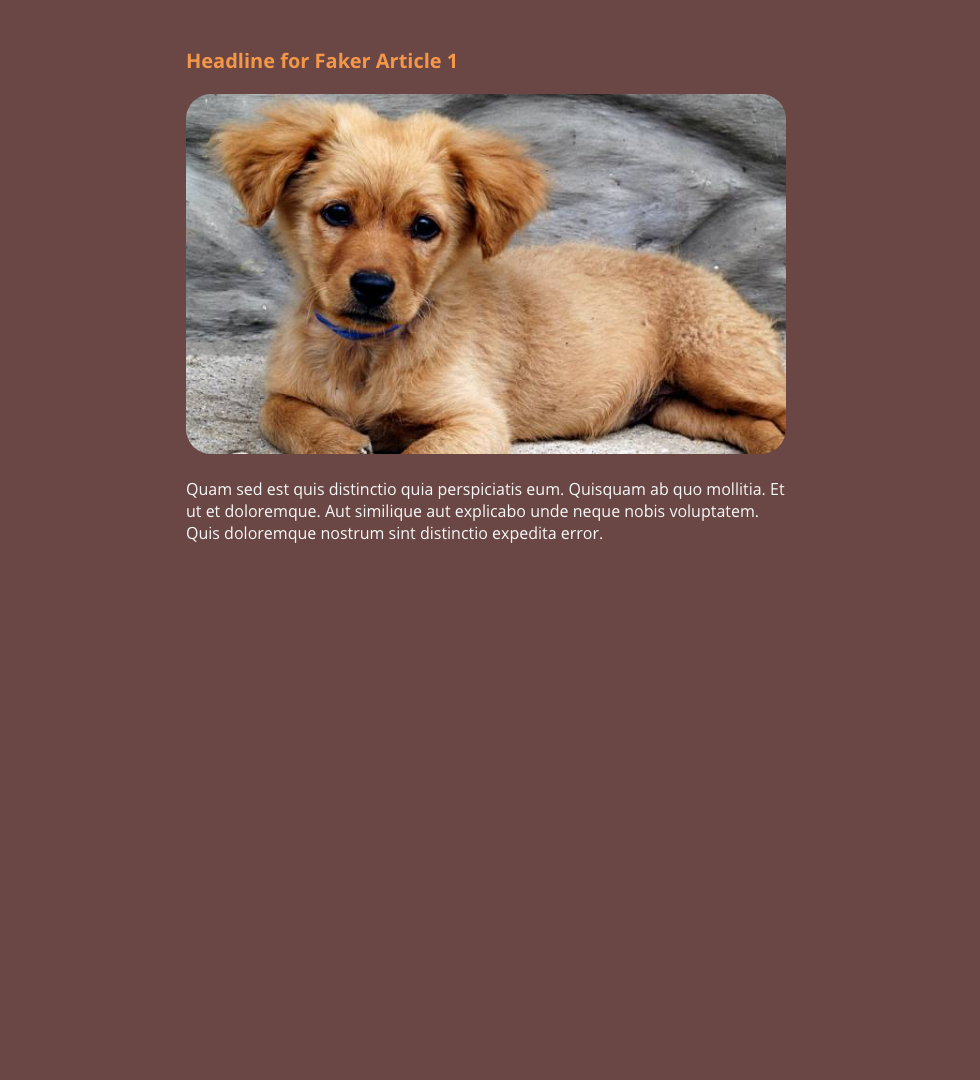 Headline for Faker Article 1
Quam sed est quis distinctio quia perspiciatis eum. Quisquam ab quo mollitia. Et
ut et doloremque. Aut similique aut explicabo unde neque nobis voluptatem.
Quis doloremque nostrum sint distinctio expedita error.